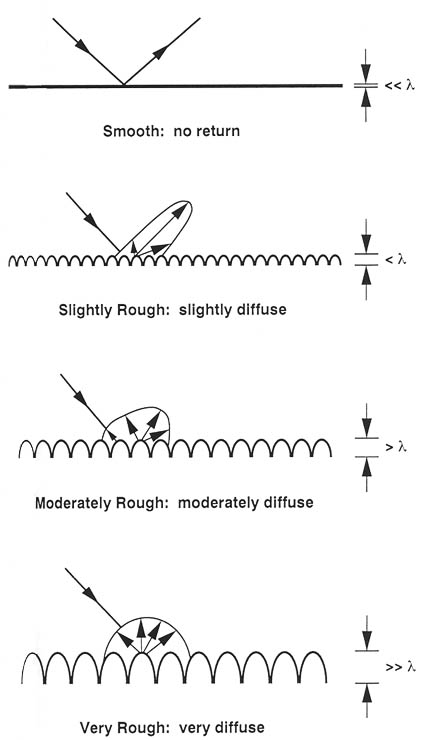 << λ
Smooth: no return
< λ
Slightly Rough: slightly diffuse
> λ
Moderately Rough: moderately diffuse
>> λ
Very Rough: very diffuse